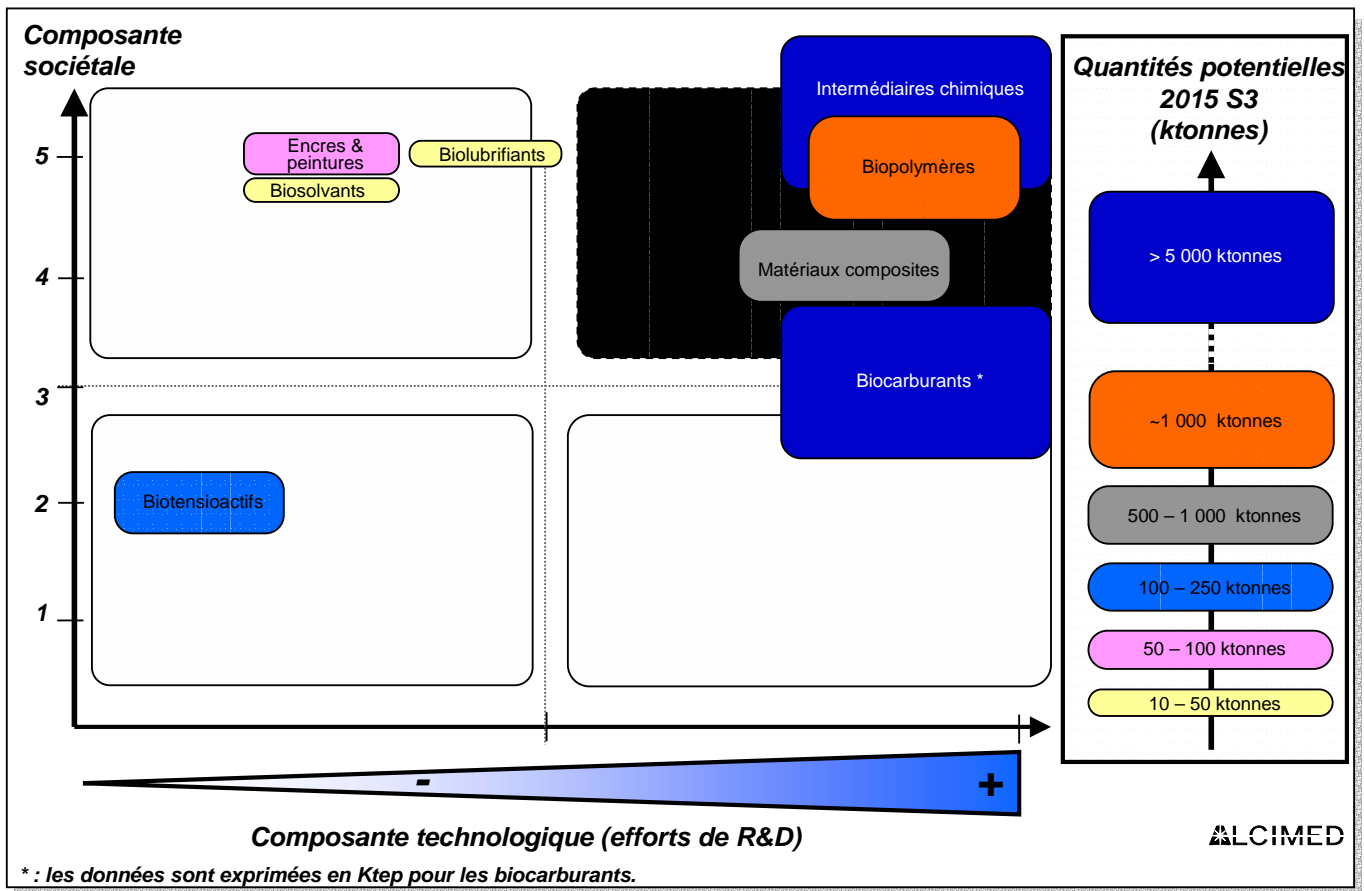 Composante
sociétale
Quantités potentielles
2015 S3
(ktonnes)
5
4
3
2
1
Encres &
peintures
Biosolvants
Biolubrifiants
Intermédiaires chimiques
Biopolymères
Matériaux composites
Biocarburants *
Biotensioactifs
> 5 000 ktonnes
~1 000 ktonnes
500 – 1 000 ktonnes
100 – 250 ktonnes
50 – 100 ktonnes
10 – 50 ktonnes
- +
Composante technologique (efforts de R&D)
ALCIMED
* : les données sont exprimées en Ktep pour les biocarburants.